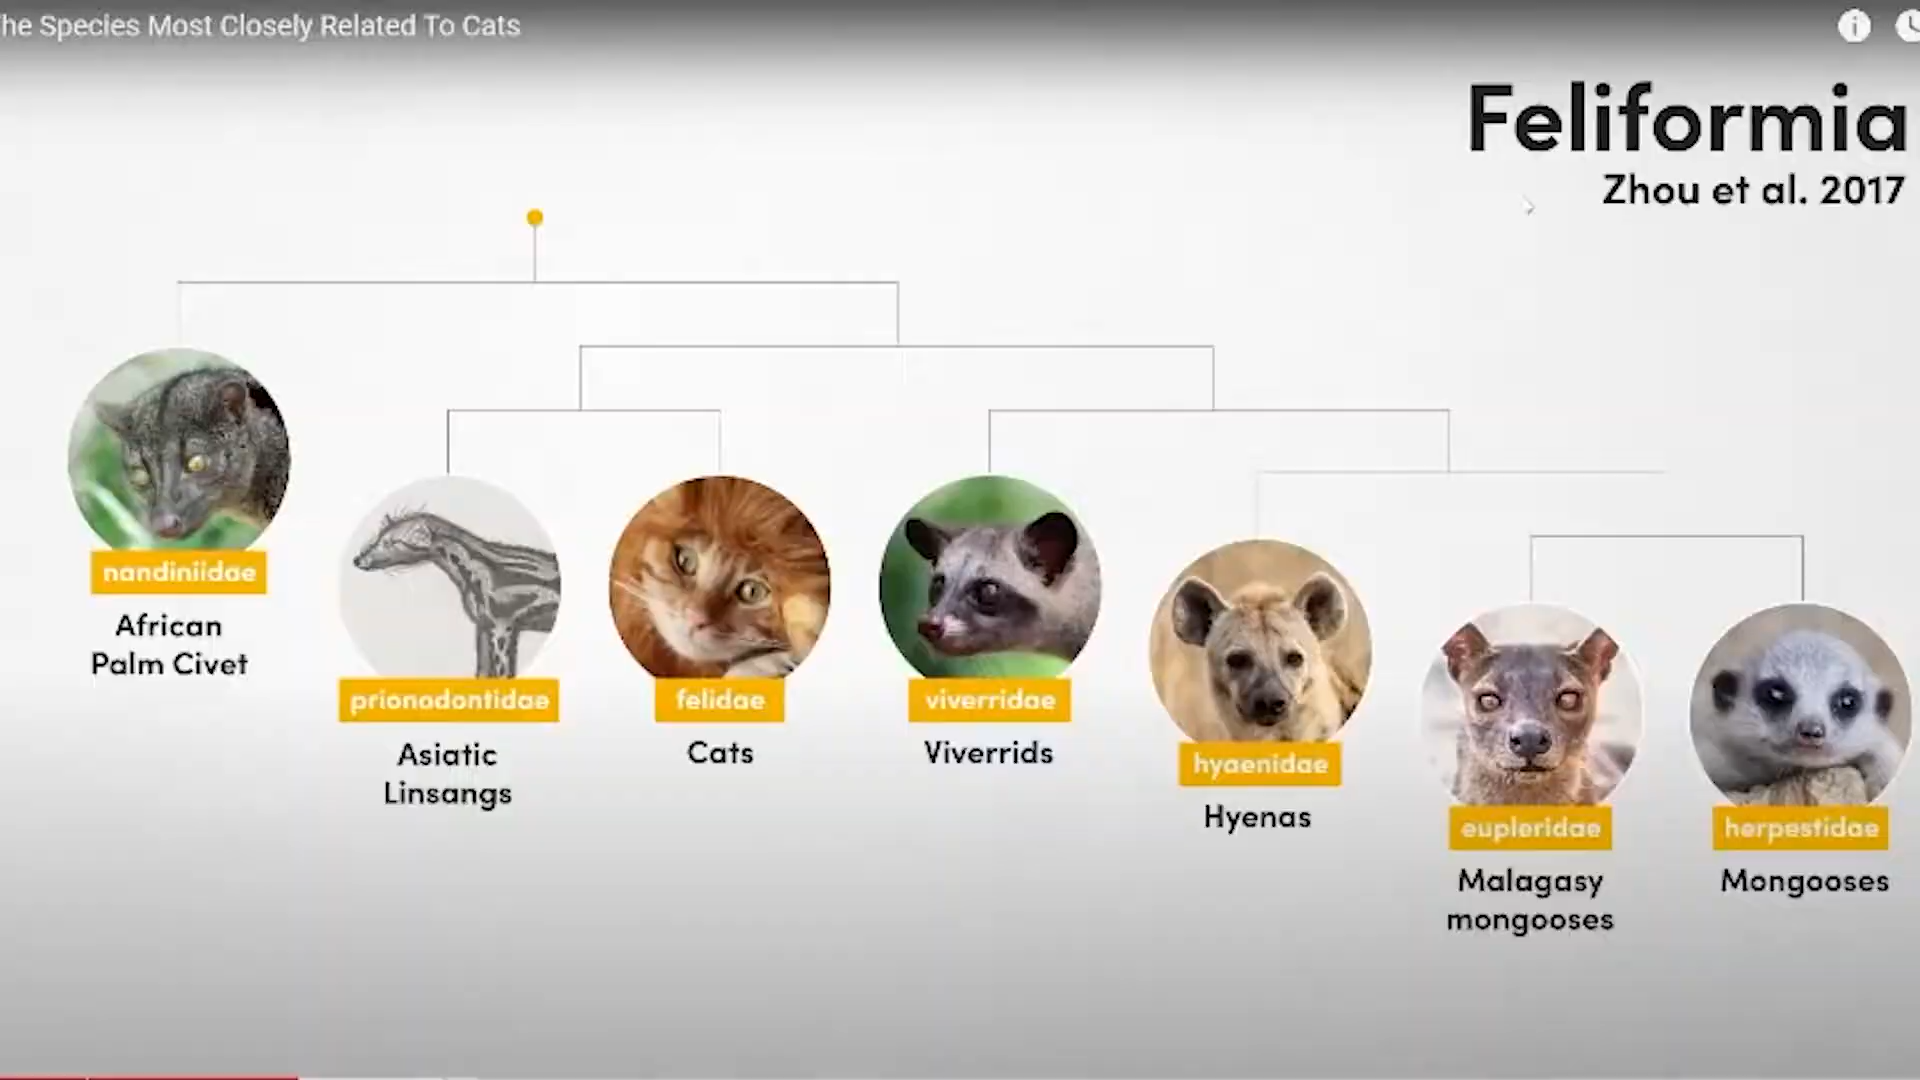 he Species Most Closely Related To Cats
Feliformia
Zhou et al. 2017
nandiniidae
African
Palm Civet
prionodontidae
Asiatic
Linsangs
felidae
Cats
viverridae
Viverrids
hyaenidae
Hyenas
eupleridae
Malagasy
mongooses
herpestidae
Mongooses